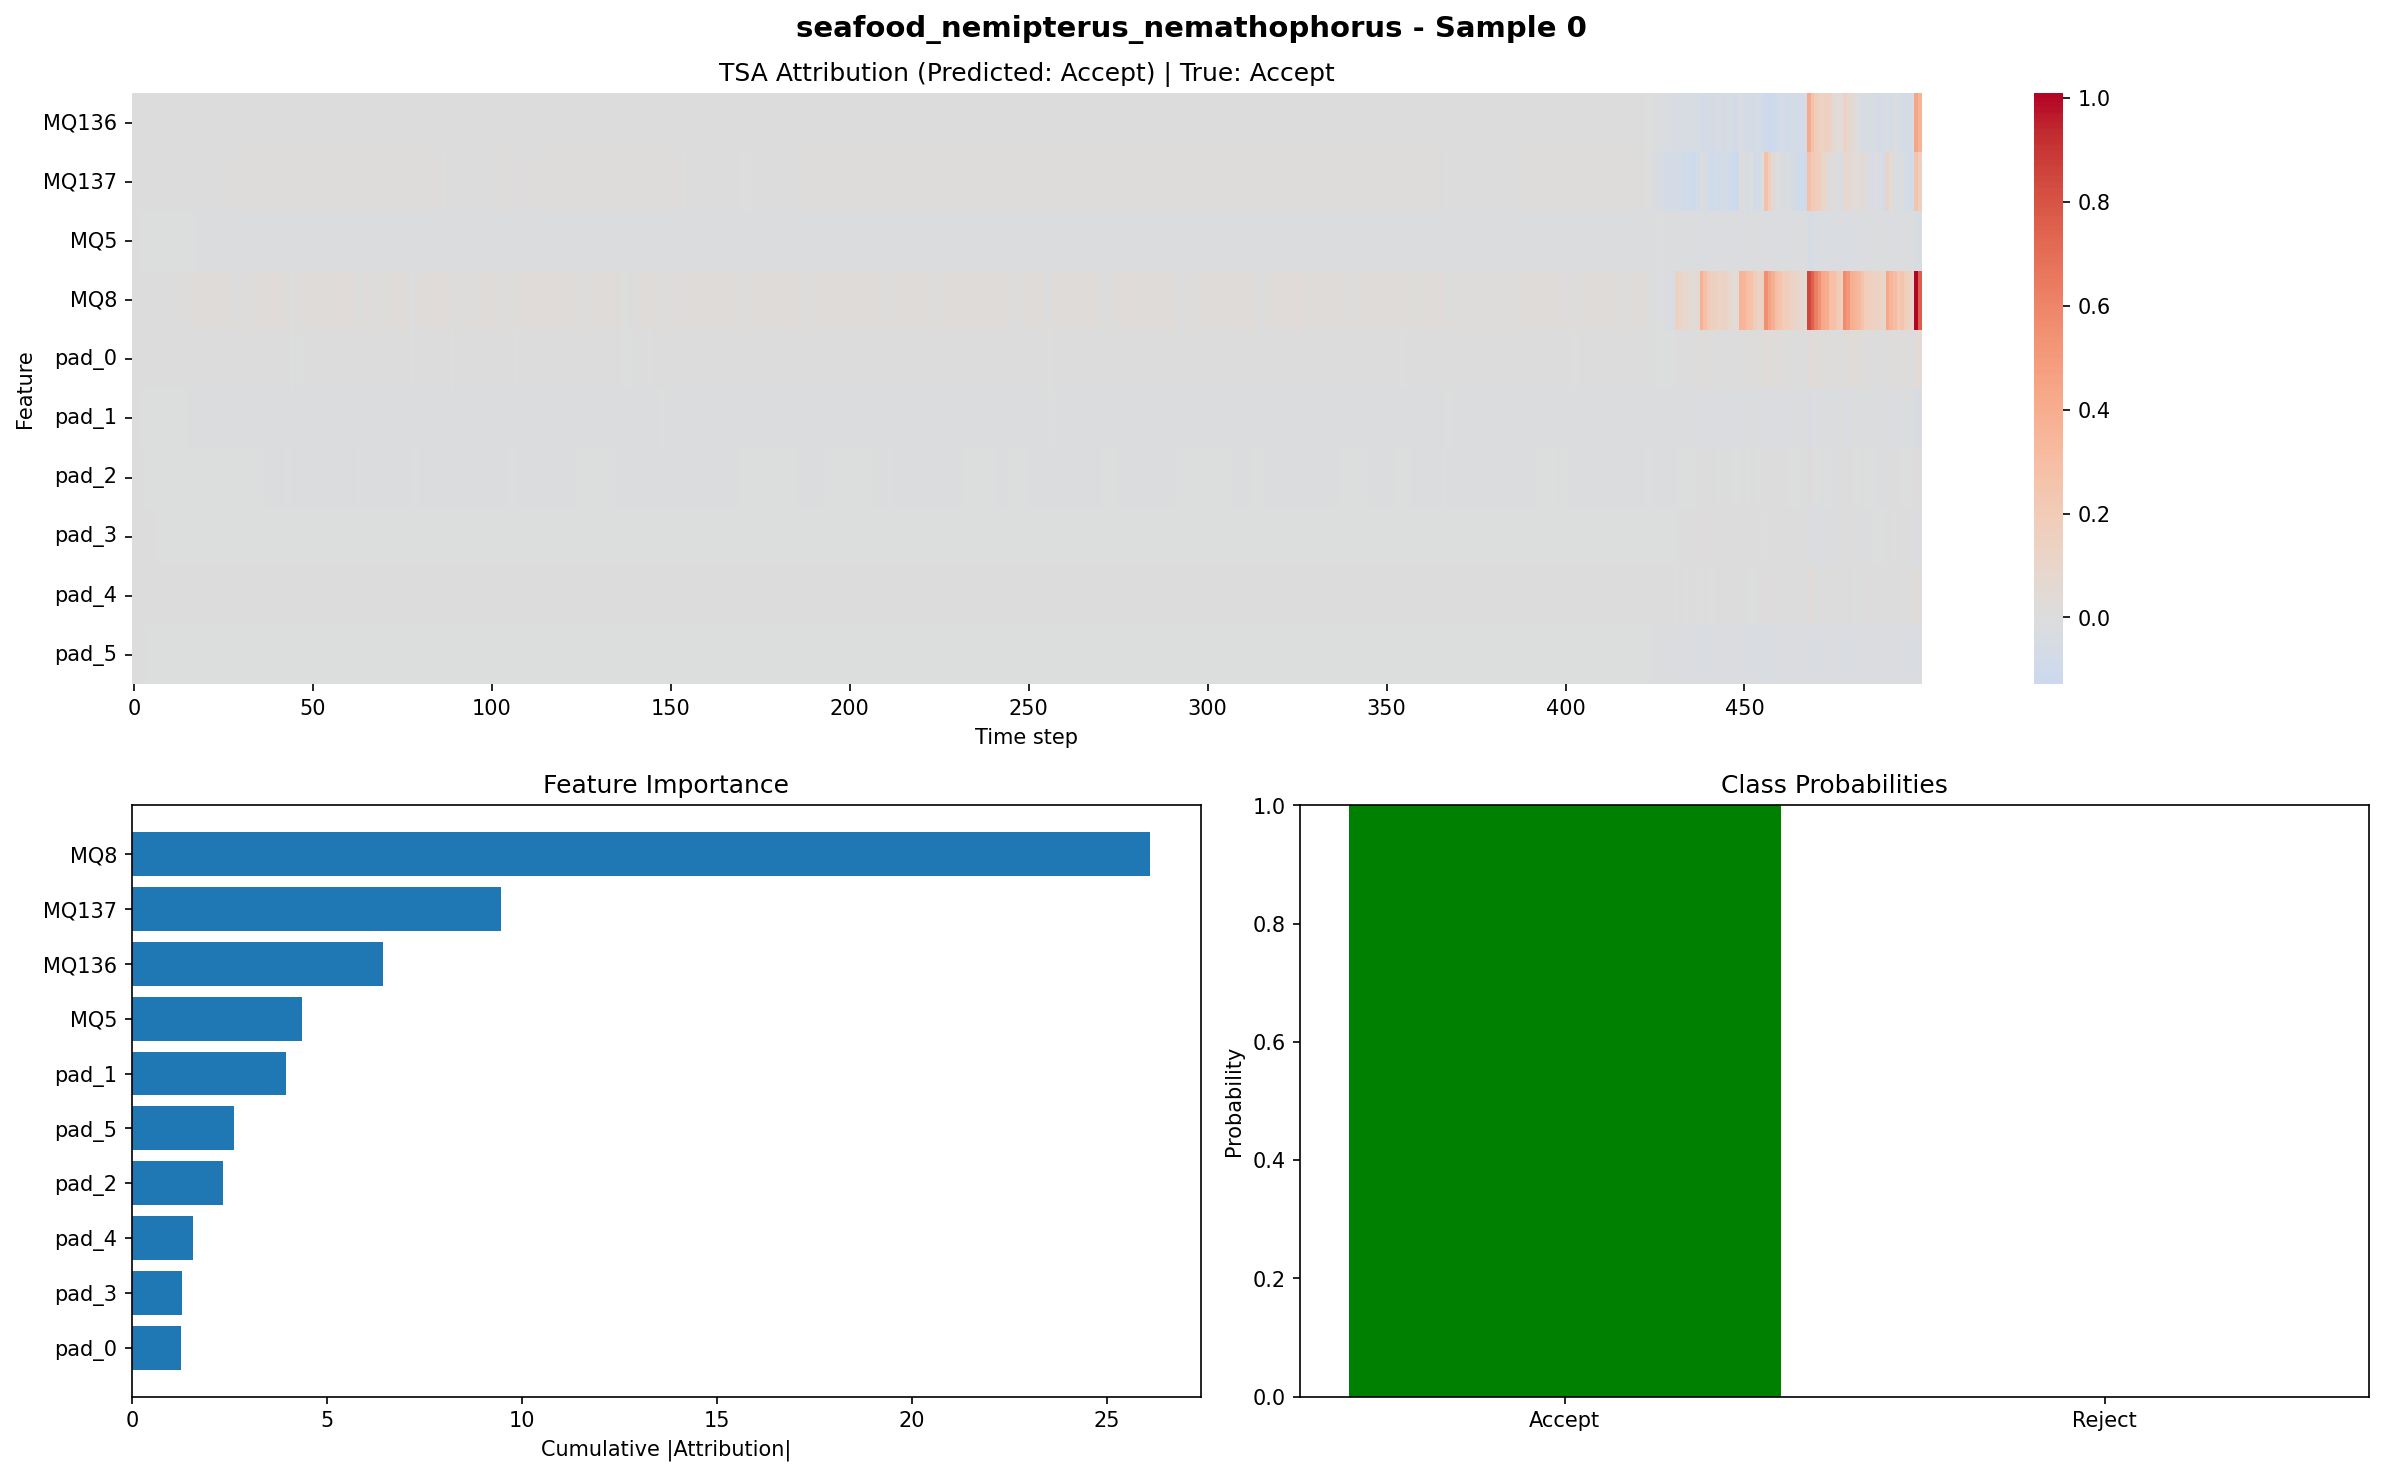 seafood_nemipterus_nemathophorus - Sample 0
TSA Attribution (Predicted: Accept) | True: Accept
Feature
MQ136
MQ137
MQ5
MQ8
pad_0
pad_1
pad_2
pad_3
pad_4
pad_5
0 50 100 150 200 250 300 350 400 450
Time step
1.0
0.8
0.6
0.4
0.2
0.0
Feature Importance
MQ8
MQ137
MQ136
MQ5
pad_1
pad_5
pad_2
pad_4
pad_3
pad_0
0 5 10 15 20 25
Cumulative |Attribution|
Class Probabilities
Probability
1.0
0.8
0.6
0.4
0.2
0.0
Accept Reject